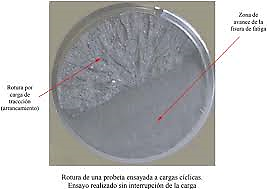 Zona de
avance de la
fisura de fatiga
Rotura por
carga de
tracción
(arrancamiento)
Rotura de una probeta ensayada a cargas cíclicas.
Ensayo realizado sin interrupción de la carga